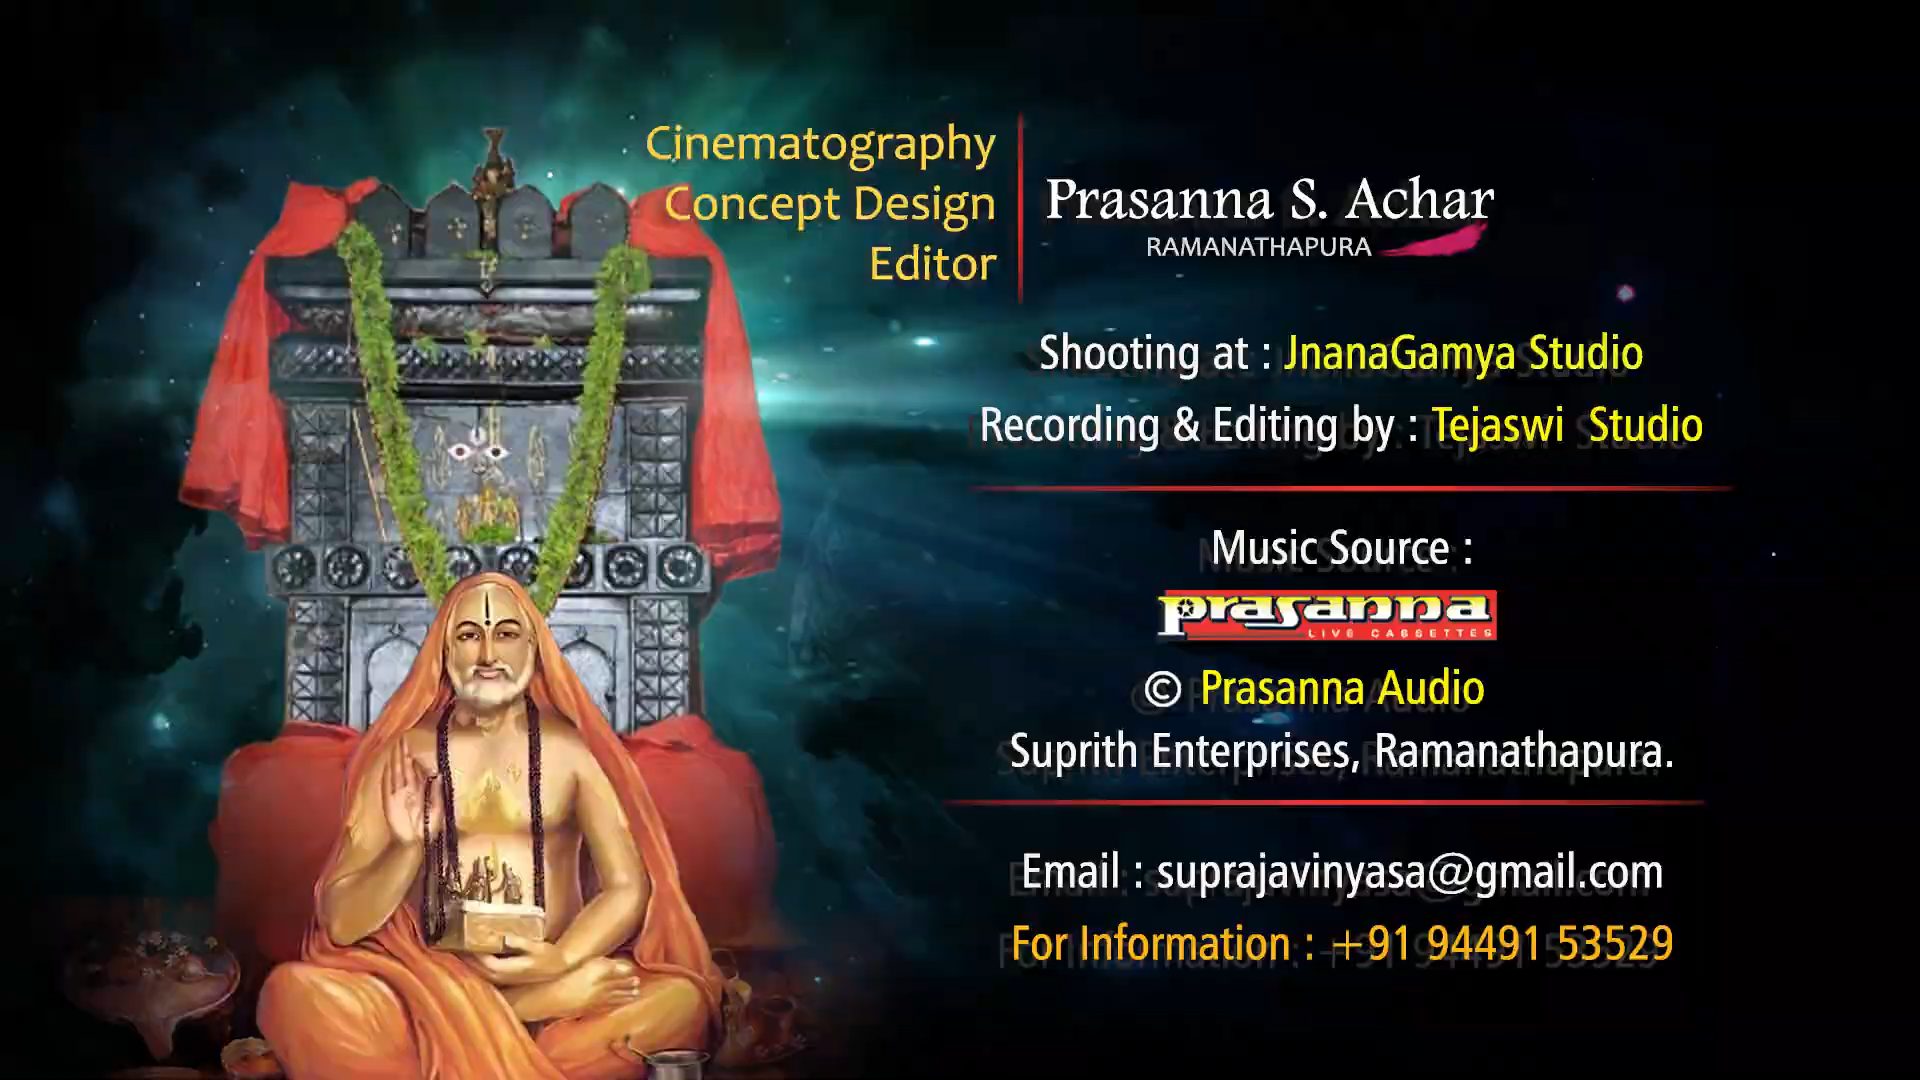 Cinematography
Concept Design
Editor
Prasanna S. Achar
RAMANATHAPURA
Shooting at : JnanaGamya Studio
Recording & Editing by : Tejaswi Studio
Music Source :
prasanna
LIVE CASSETTES
© Prasanna Audio
Suprith Enterprises, Ramanathapura.
Email : suprajavinyasa@gmail.com
For Information : +91 94491 53529